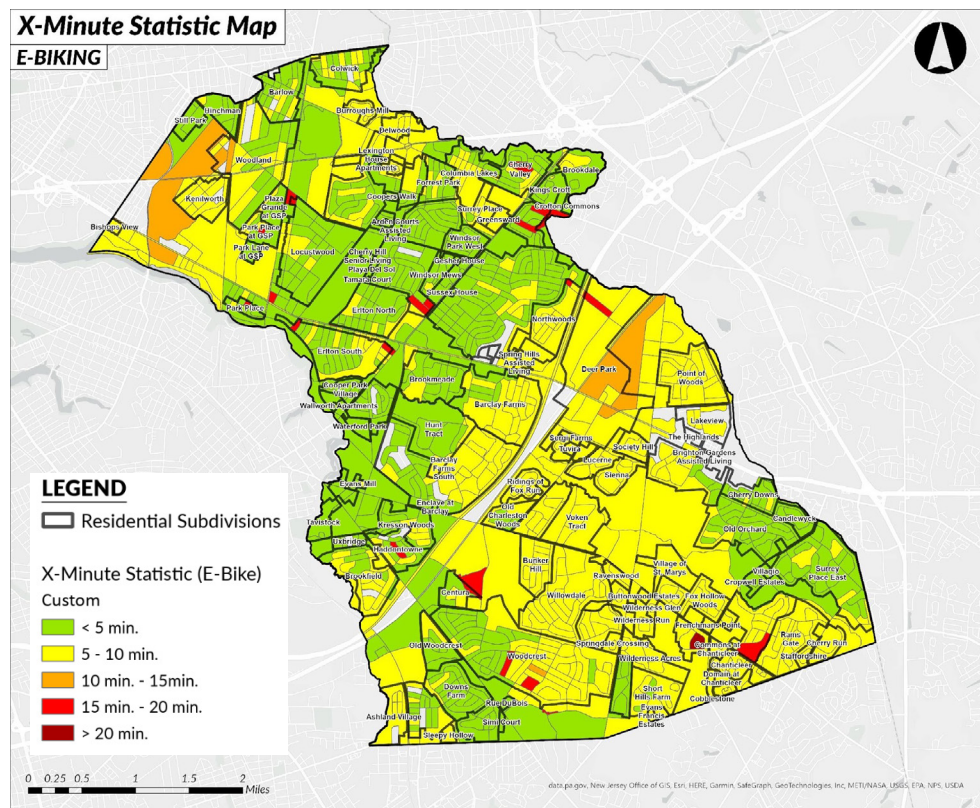 X-Minute Statistic Map
E-BIKING
Colwick
Barlow
Hinchman
Still Park
Burroughs Mill
Delwood
Woodland
Lexington
House
Apartments
Columbia Lakes
Cherry
Valley
Brookdale
Forrest Park
Kings Croft
Kenilworth
Plaza
Grande
at GSP
Coopers Walk
Surrey Place
Crofton Commons
Greensward
Bishops View
Park Place
at GSP
Arden Courts
Assisted
Living
Windsor
Park West
Park Lane
at GSP
Locustwood
Cherry Hill
Senior Living
Gesher House
Playa Del Sol
Tamara Court
Windsor Mews
Sussex House
Park Place
Erlton North
Northwoods
Erlton South
Spring Hills
Assisted
Living
Deer Park
Point of
Woods
Brookmeade
Cooper Park
Village
Barclay Farms
Wallworth Apartments
Lakeview
Waterford Park
Hunt
Tract
The Highlands
Surgi Farms
Tuvira
Society Hill
Brighton Gardens
Assisted Living
Barclay
Farms
South
Lucerne
Sienna
Evans Mill
Ridings of
Fox Run
Cherry Downs
Enclave at
Barclay
Old
Charleston
Woods
Tavistock
Kresson Woods
Voken
Tract
Candlewyck
Old Orchard
Uxbridge
Haddontowne
Brookfield
Bunker
Hill
Ravenswood
Village of
St. Marys
Villagio
Cropwell Estates
Surrey
Place East
Centura
Willowdale
Buttonwood Estates
Fox Hollow
Woods
Wilderness Glen
Wilderness Run
Frenchmans Point
Old Woodcrest
Springdale Crossing
Commons at
Chanticleer
Rams
Gate
Cherry Run
Woodcrest
Wilderness Acres
Chanticleer
Staffordshire
Domain at
Chanticleer
Downs
Farm
Short
Hills Farm
Cobblestone
Rue DuBois
Evans
Francis
Estates
Ashland Village
Simi Court
Sleepy Hollow
LEGEND
Residential Subdivisions
X-Minute Statistic (E-Bike)
Custom
< 5 min.
5 - 10 min.
10 min. - 15min.
15 min. - 20 min.
> 20 min.
0 0.25 0.5 1 1.5 2
Miles
data.pa.gov, New Jersey Office of GIS, Esri, HERE, Garmin, SafeGraph, GeoTechnologies, Inc, METI/NASA, USGS, EPA, NPS, USDA